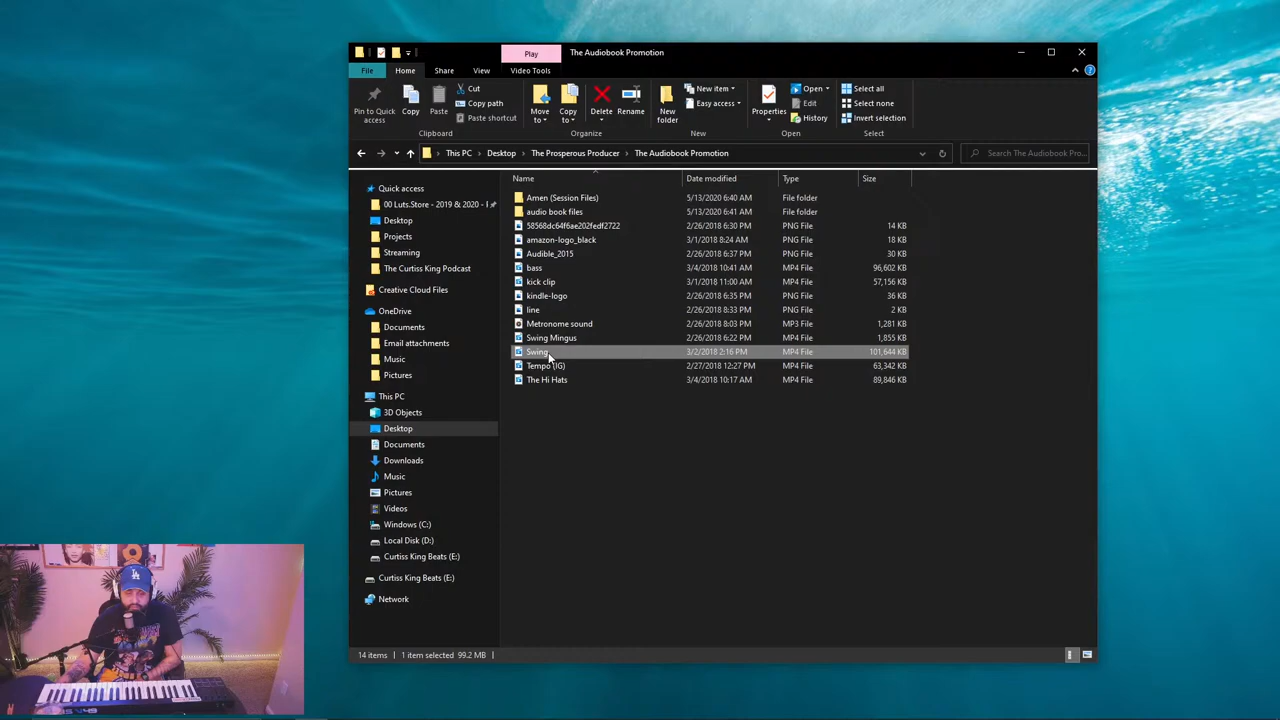 Play
The Audiobook Promotion
File
Home
Share
View
Video Tools
Pin to Quick
access
Copy
Paste
Cut
Copy path
Paste shortcut
Clipboard
Move
to
Copy
to
Delete
Rename
Organize
New
folder
New item
Easy access
New
Properties
Open
Edit
History
Open
Select all
Select none
Invert selection
Select
This PC
Desktop
The Prosperous Producer
The Audiobook Promotion
Search The Audiobook Pro...
Name
Date modified
Type
Size
Quick access
00 Luts.Store - 2019 & 2020 -
Desktop
Projects
Streaming
The Curtiss King Podcast
Creative Cloud Files
OneDrive
Documents
Email attachments
Music
Pictures
This PC
3D Objects
Desktop
Documents
Downloads
Music
Pictures
Videos
Windows (C:)
Local Disk (D:)
Curtiss King Beats (E:)
Curtiss King Beats (E:)
Network
Amen (Session Files) 5/13/2020 6:40 AM File folder
audio book files 5/13/2020 6:41 AM File folder
58568dc64f6ae202fedf2722 2/26/2018 6:30 PM PNG File 14 KB
amazon-logo_black 3/1/2018 8:24 AM PNG File 18 KB
Audible_2015 2/26/2018 6:37 PM PNG File 30 KB
bass 3/4/2018 10:41 AM MP4 File 96,602 KB
kick clip 3/1/2018 11:00 AM MP4 File 57,156 KB
kindle-logo 2/26/2018 6:35 PM PNG File 36 KB
line 2/26/2018 8:33 PM PNG File 2 KB
Metronome sound 2/26/2018 8:03 PM MP3 File 1,281 KB
Swing Mingus 2/26/2018 6:22 PM MP4 File 1,855 KB
Swing 3/2/2018 2:16 PM MP4 File 101,644 KB
Tempo (IG) 2/27/2018 12:27 PM MP4 File 63,342 KB
The Hi Hats 3/4/2018 10:17 AM MP4 File 89,846 KB
14 items
1 item selected 99.2 MB
LA